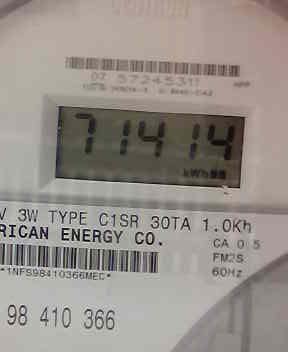 07 57245311
71414
kWh
V 3W TYPE C1SR 30TA 1.0Kh
RICAN ENERGY CO. CA 0.5
FM2S
*1NFS98410366MEC* 60Hz
98 410 366